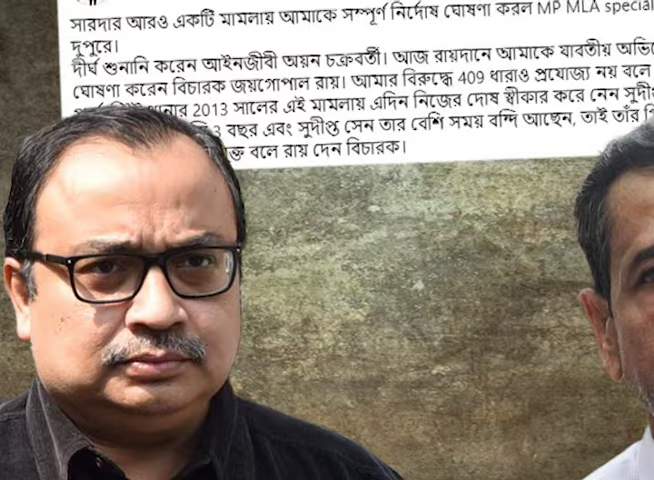 সারদার আরও একটি মামলায় আমাকে সম্পূর্ণ নির্দোষ ঘোষণা করল MP MLA special
দুপুরে।
দীর্ঘ শুনানি করেন আইনজীবী অয়ন চক্রবর্তী। আজ রায়দানে আমাকে যাবতীয়
ঘোষণা করেন বিচারক জয়গোপাল রায়। আমার বিরুদ্ধে 409 ধারাও প্রযোজ্য নয় বলে
2013 সালের এই মামলায় এদিন নিজের দোষ স্বীকার করে নেন
3 বছর এবং সুদীপ্ত সেন তার বেশি সময় বন্দি আছেন, তাই তাঁর
বলে রায় দেন বিচারক।